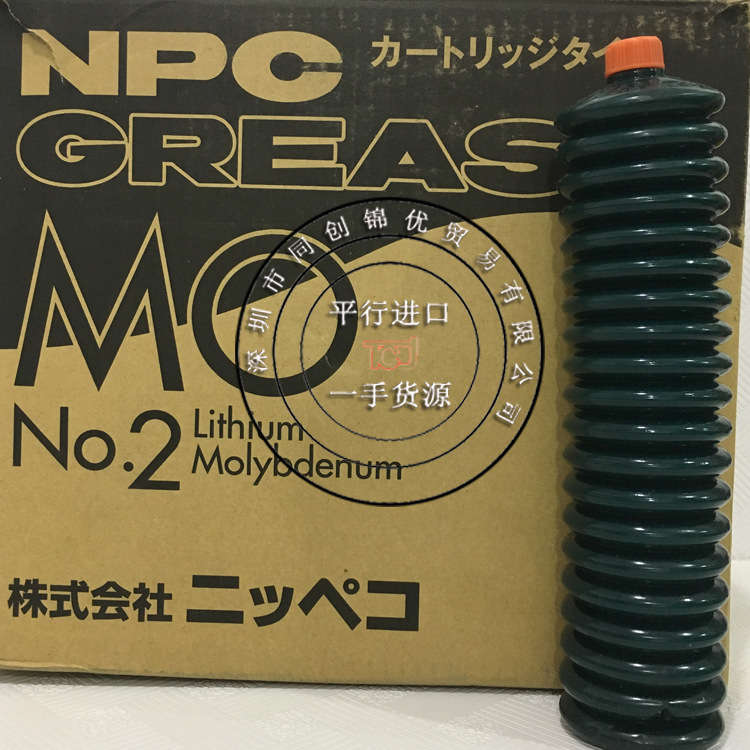 NPC
カートリッジタイ
GREAS
MO
No.2
Lithium,
Molybdenum
株式会社 ニッペコ
深圳市同创锦优贸易有限公司
平行进口
TCJ
一手货源